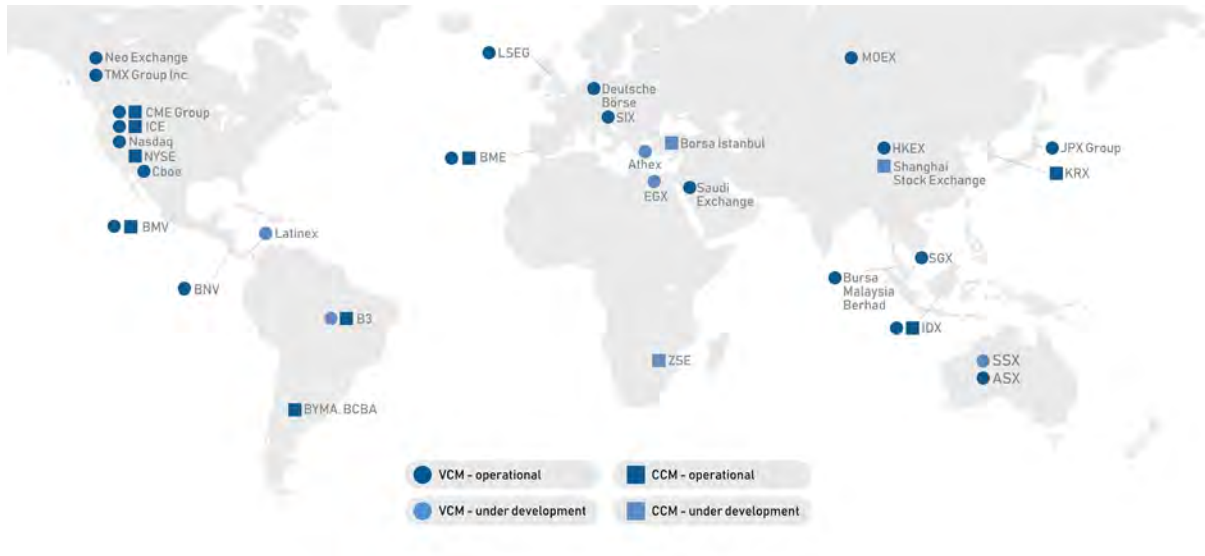 Neo Exchange
TMX Group Inc
CME Group
ICE
Nasdaq
NYSE
Cboe
BMV
Latinex
BNV
B3
BYMA. BCBA
LSEG
Deutsche
Börse
SIX
BME
Borsa İstanbul
Athex
EGX
Saudi
Exchange
ZSE
MOEX
HKEX
Shanghai
Stock Exchange
JPX Group
KRX
SGX
Bursa
Malaysia
Berhad
IDX
SSX
ASX
VCM - operational
CCM - operational
VCM - under development
CCM - under development